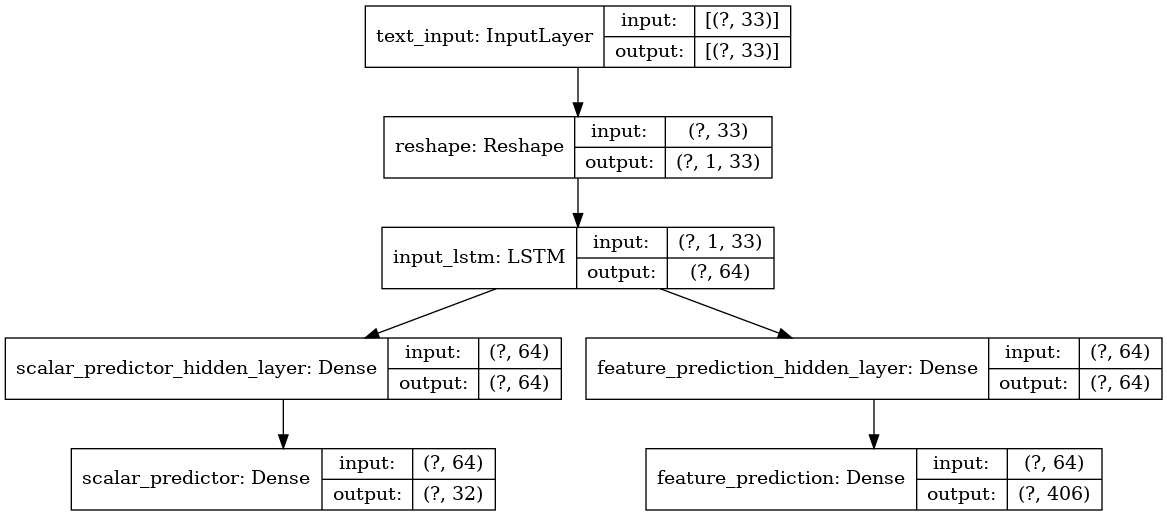 text_input: InputLayer
input: [(?, 33)]
output: [(?, 33)]
reshape: Reshape
input: (?, 33)
output: (?, 1, 33)
input_lstm: LSTM
input: (?, 1, 33)
output: (?, 64)
scalar_predictor_hidden_layer: Dense
input: (?, 64)
output: (?, 64)
feature_prediction_hidden_layer: Dense
input: (?, 64)
output: (?, 64)
scalar_predictor: Dense
input: (?, 64)
output: (?, 32)
feature_prediction: Dense
input: (?, 64)
output: (?, 406)